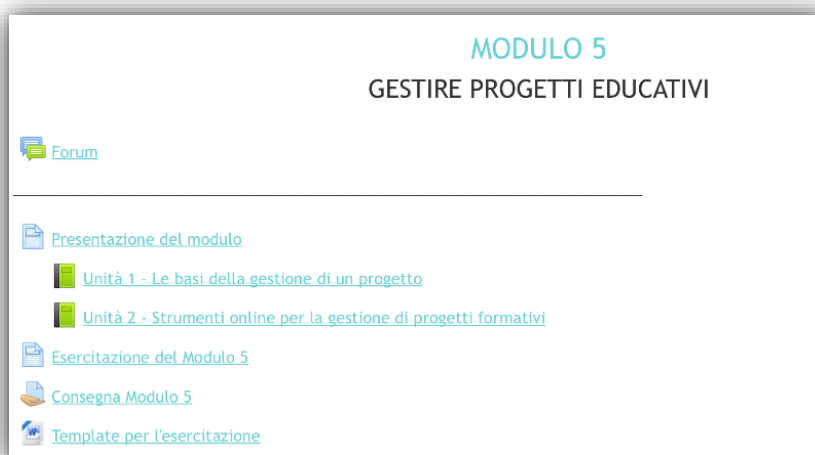 MODULO 5
GESTIRE PROGETTI EDUCATIVI
Forum
Presentazione del modulo
Unità 1 – Le basi della gestione di un progetto
Unità 2 - Strumenti online per la gestione di progetti formativi
Esercitazione del Modulo 5
Consegna Modulo 5
Template per l'esercitazione